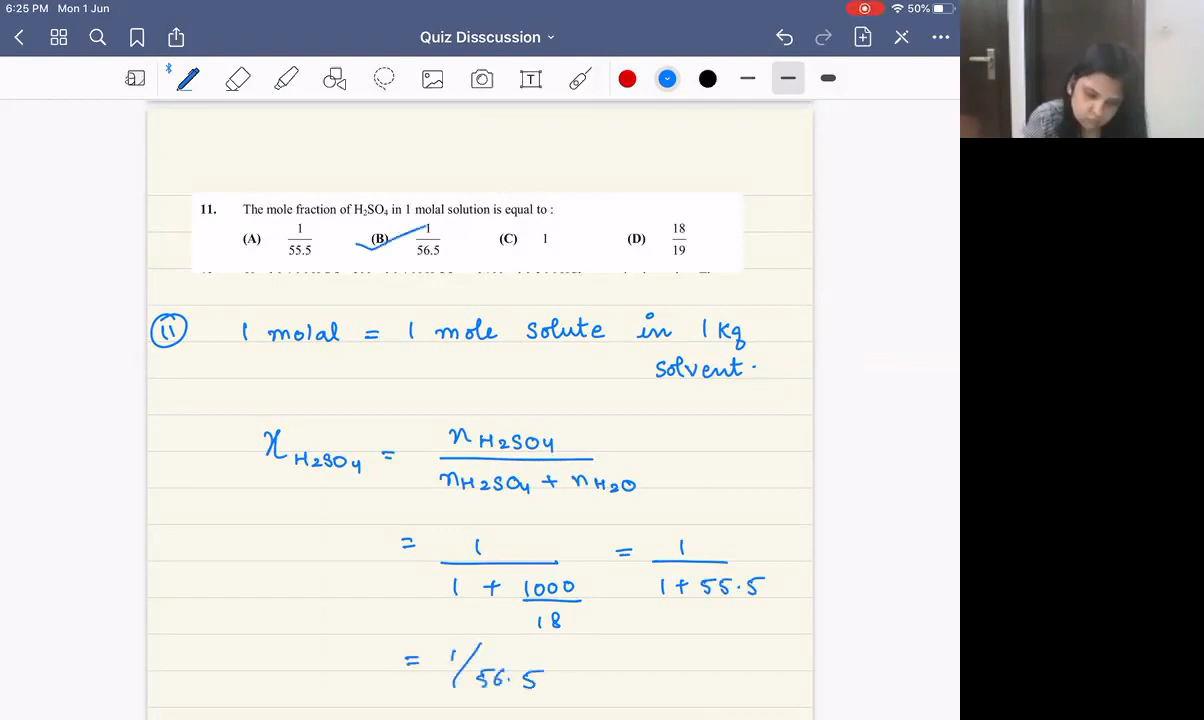 6:25 PM Mon 1 Jun
50%
Quiz Disscussion
11. The mole fraction of H₂SO₄ in 1 molal solution is equal to :
(A) 1/55.5 (B) 1/56.5 (C) 1 (D) 18/19
11 1 molal = 1 mole solute in 1 Kg
solvent.
x H₂SO₄ = n H₂SO₄ / n H₂SO₄ + n H₂O
= 1 / 1 + 1000/18 = 1 / 1 + 55.5
= 1/56.5